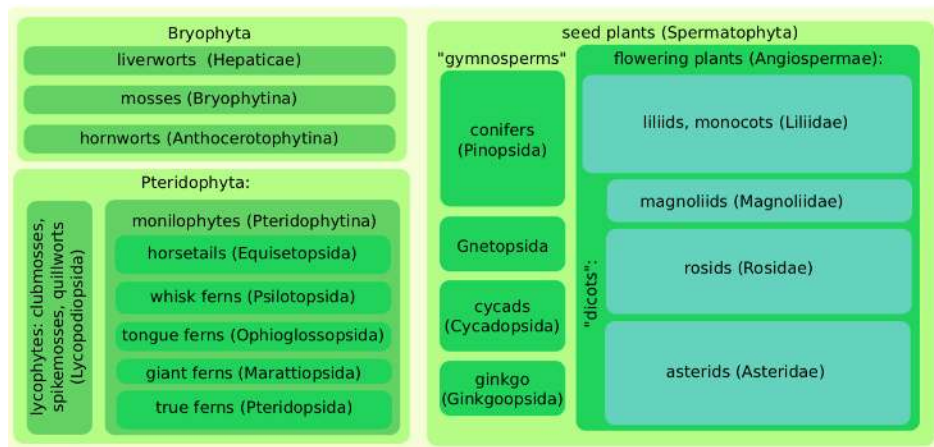 Bryophyta
liverworts (Hepaticae)
mosses (Bryophytina)
hornworts (Anthocerotophytina)
Pteridophyta:
lycophytes: clubmosses,
spikemosses, quillworts
(Lycopodiopsida)
monilophytes (Pteridophytina)
horsetails (Equisetopsida)
whisk ferns (Psilotopsida)
tongue ferns (Ophioglossopsida)
giant ferns (Marattiopsida)
true ferns (Pteridopsida)
seed plants (Spermatophyta)
"gymnosperms"
conifers
(Pinopsida)
Gnetopsida
cycads
(Cycadopsida)
ginkgo
(Ginkgoopsida)
flowering plants (Angiospermae):
liliids, monocots (Liliidae)
"dicots":
magnoliids (Magnoliidae)
rosids (Rosidae)
asterids (Asteridae)